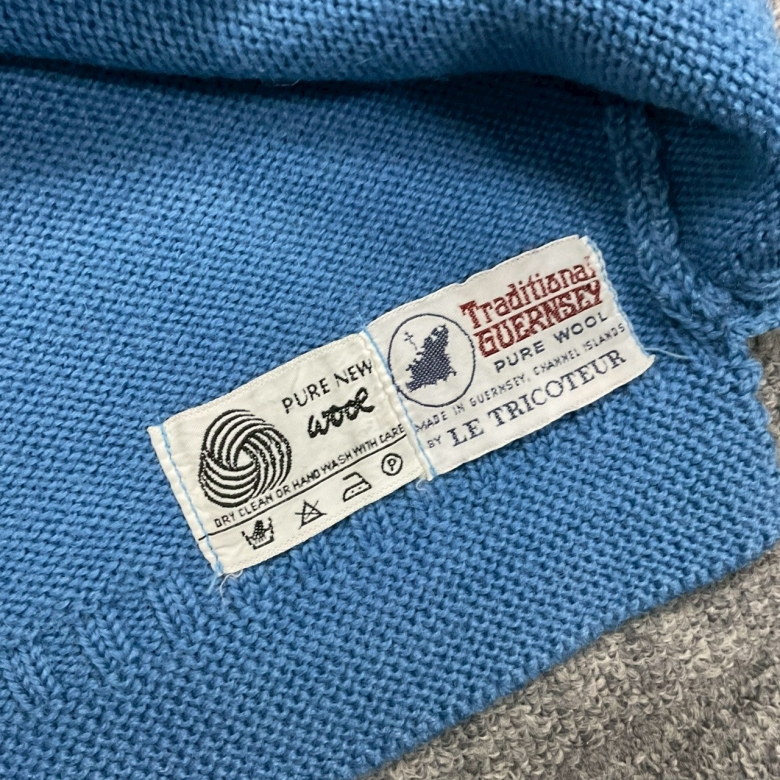 PURE NEW
wool
DRY CLEAN OR HAND WASH WITH CARE
P
Traditional
GUERNSEY
PURE WOOL
MADE IN GUERNSEY, CHANNEL ISLANDS
BY LE TRICOTEUR